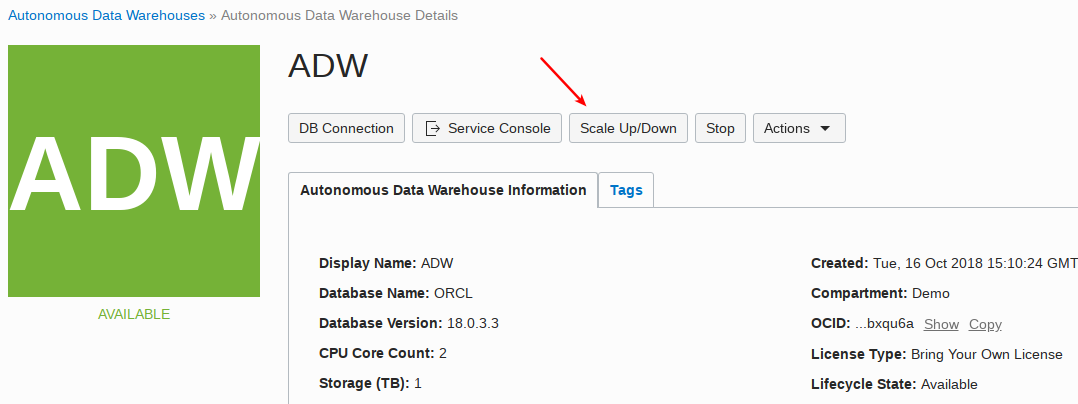 Autonomous Data Warehouses » Autonomous Data Warehouse Details
ADW
ADW
AVAILABLE
DB Connection Service Console Scale Up/Down Stop Actions
Autonomous Data Warehouse Information Tags
Display Name: ADW
Database Name: ORCL
Database Version: 18.0.3.3
CPU Core Count: 2
Storage (TB): 1
Created: Tue, 16 Oct 2018 15:10:24 GMT
Compartment: Demo
OCID: ...bxqu6a Show Copy
License Type: Bring Your Own License
Lifecycle State: Available